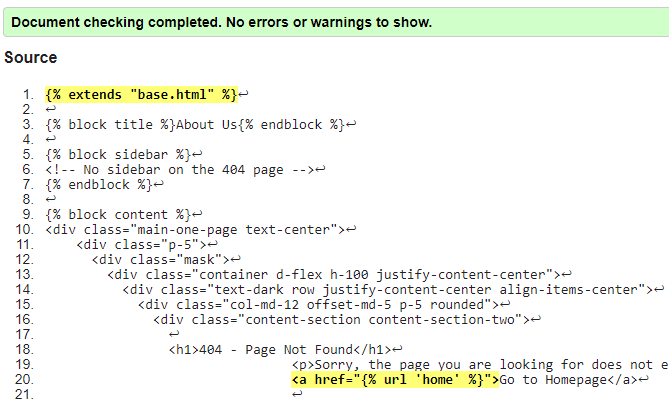 Document checking completed. No errors or warnings to show.
Source
1. {% extends "base.html" %}↩
2. ↩
3. {% block title %}About Us{% endblock %}↩
4. ↩
5. {% block sidebar %}↩
6. <!-- No sidebar on the 404 page -->↩
7. {% endblock %}↩
8. ↩
9. {% block content %}↩
10. <div class="main-one-page text-center">↩
11. <div class="p-5">↩
12. <div class="mask">↩
13. <div class="container d-flex h-100 justify-content-center">↩
14. <div class="text-dark row justify-content-center align-items-center">↩
15. <div class="col-md-12 offset-md-5 p-5 rounded">↩
16. <div class="content-section content-section-two">↩
17. ↩
18. <h1>404 - Page Not Found</h1>↩
19. <p>Sorry, the page you are looking for does not e
20. <a href="{% url 'home' %}">Go to Homepage</a>↩
21. ↩